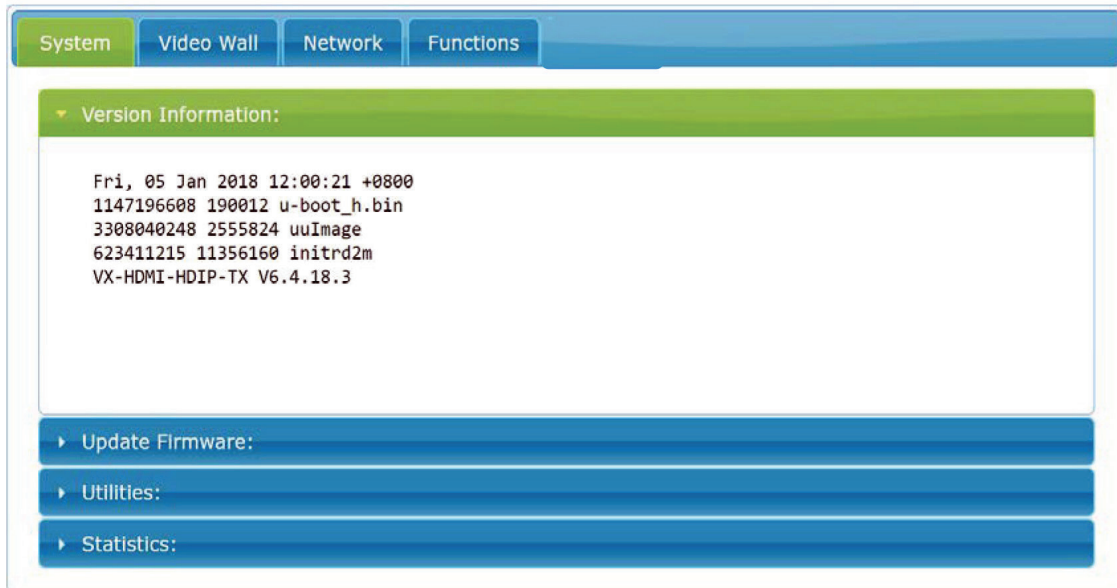 System Video Wall Network Functions
Version Information:
Fri, 05 Jan 2018 12:00:21 +0800
1147196608 190012 u-boot_h.bin
3308040248 2555824 uuImage
623411215 11356160 initrd2m
VX-HDMI-HDIP-TX V6.4.18.3
Update Firmware:
Utilities:
Statistics: